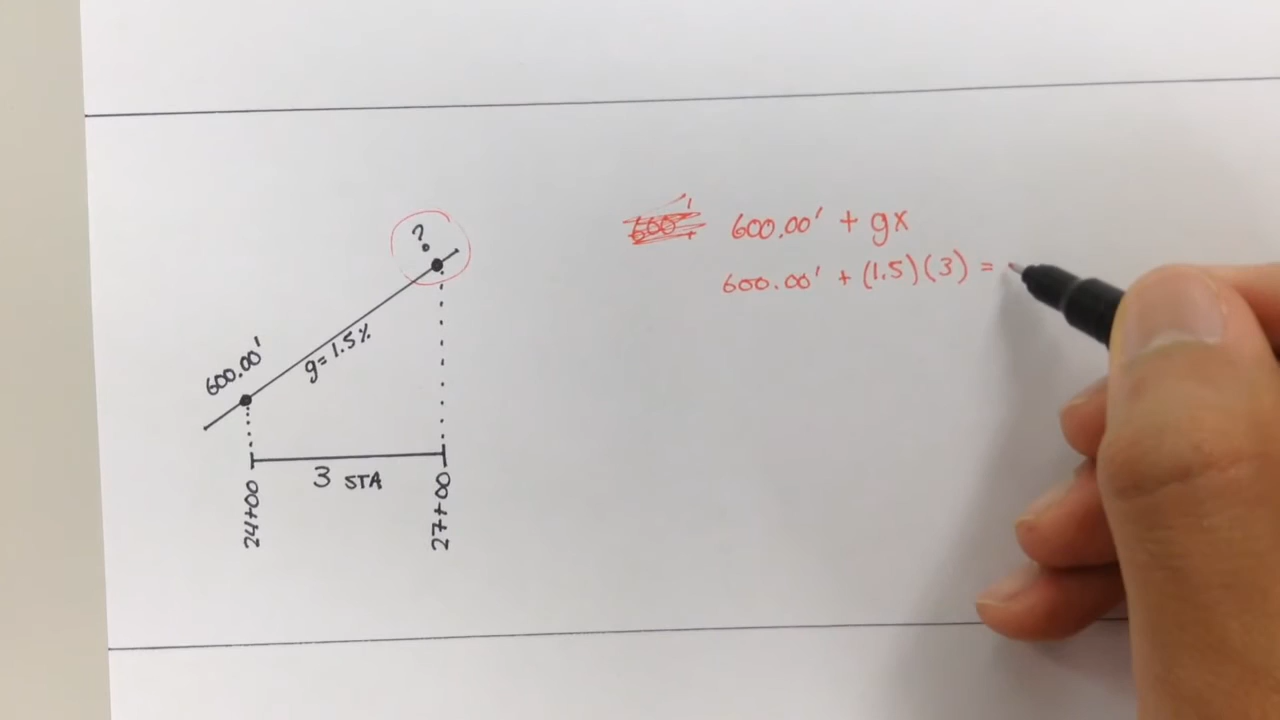 600.00' + gx
600.00' + (1.5)(3) =
?
600.00'
g=1.5%
3 STA
24+00
27+00